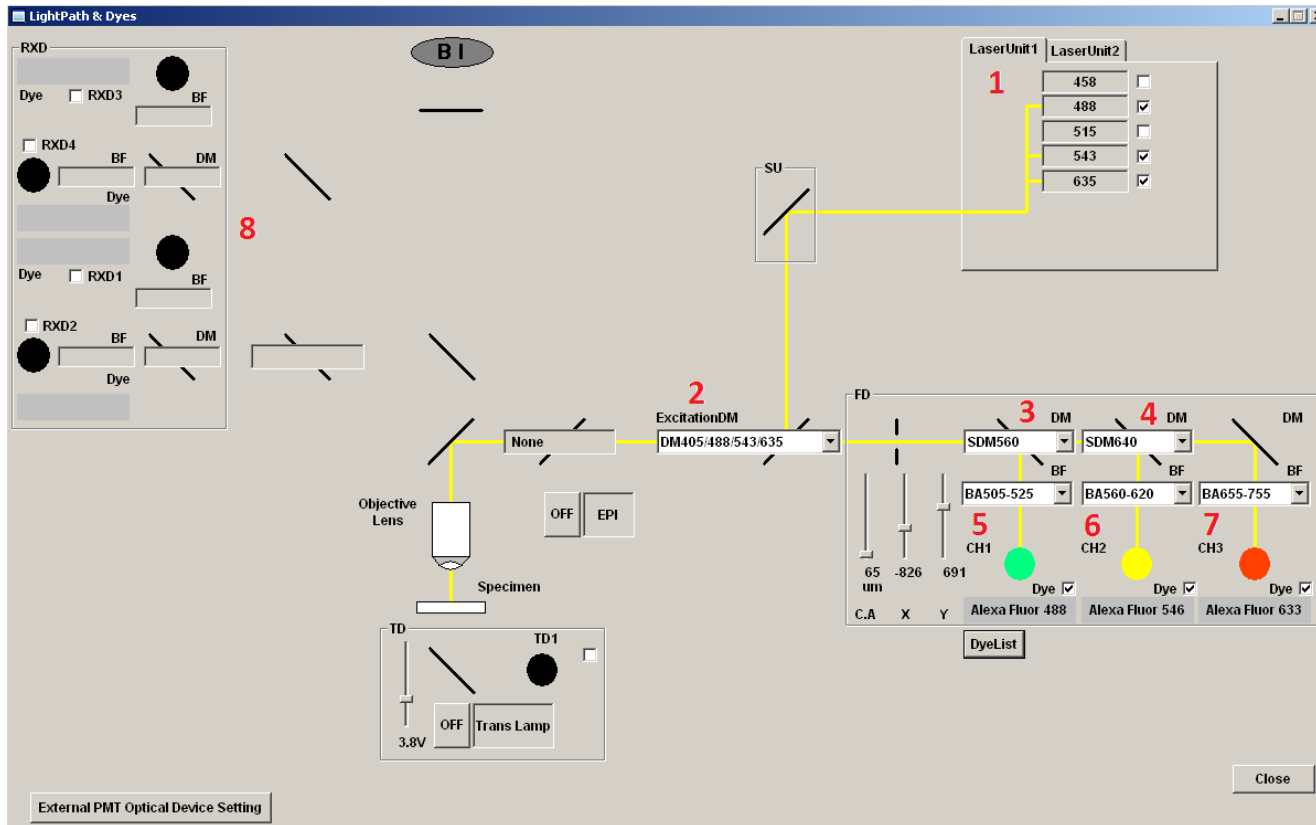 LightPath & Dyes
RXD
Dye RXD3 BF
RXD4
BF DM
Dye
8
Dye RXD1 BF
RXD2
BF DM
Dye
B I
SU
LaserUnit1 LaserUnit2
1
458
488
515
543
635
2
ExcitationDM
None DM405/488/543/635
OFF EPI
Objective
Lens
Specimen
FD
3 DM 4 DM DM
SDM560 SDM640
BF BF BF
BA505-525 BA560-620 BA655-755
5 6 7
CH1 CH2 CH3
65 -826 691
um
Dye Dye Dye
C.A X Y
Alexa Fluor 488 Alexa Fluor 546 Alexa Fluor 633
DyeList
TD
TD1
OFF Trans Lamp
3.8V
Close
External PMT Optical Device Setting